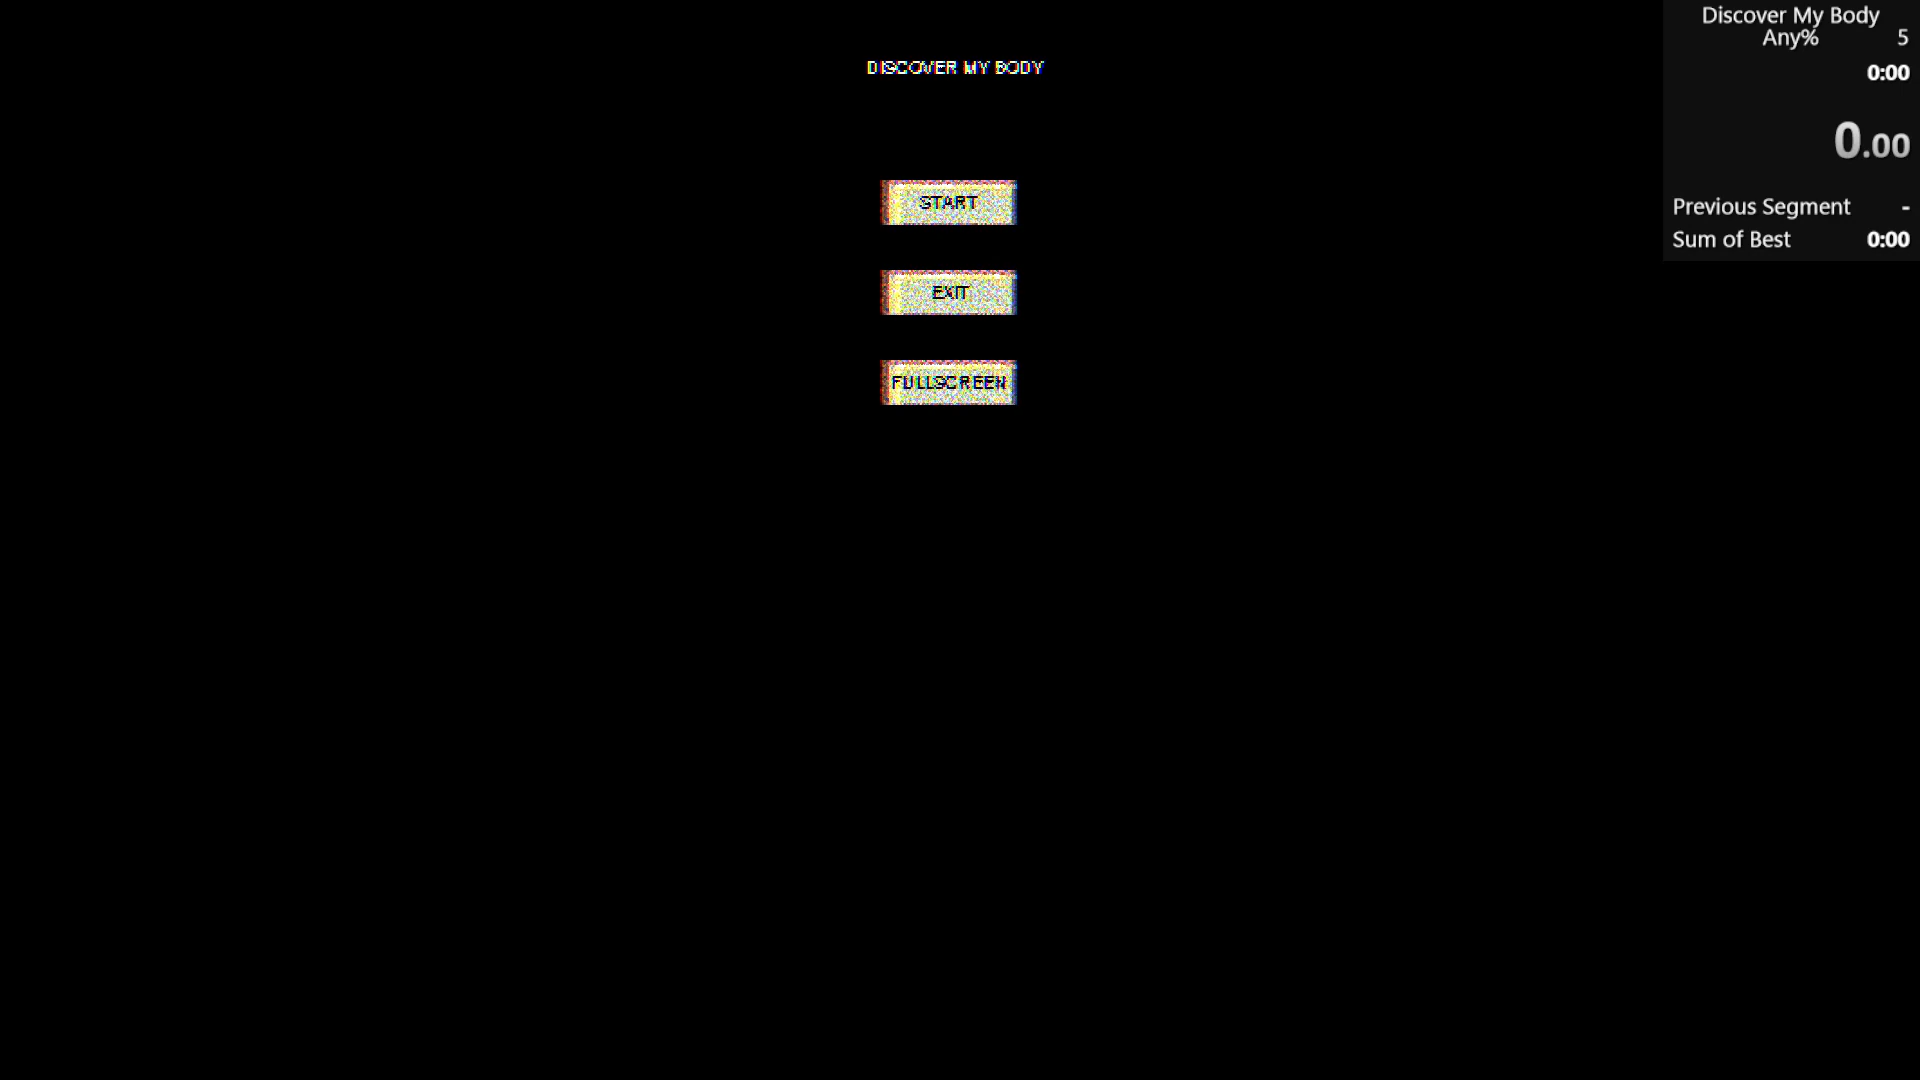 DISCOVER MY BODY
START
EXIT
FULLSCREEN
Discover My Body
Any% 5
0:00
0.00
Previous Segment -
Sum of Best 0:00